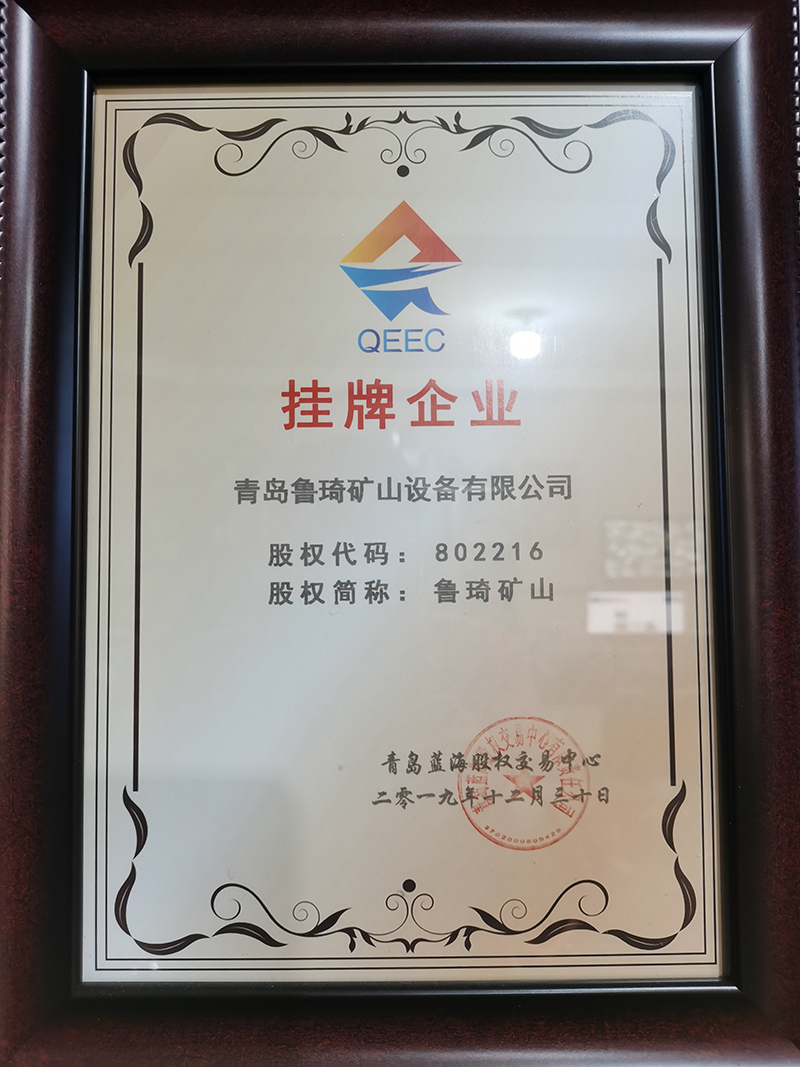 QEEC
挂牌企业
青岛鲁琦矿山设备有限公司
股权代码：802216
股权简称：鲁琦矿山
青岛蓝海股权交易中心
二零一九年十二月三十日